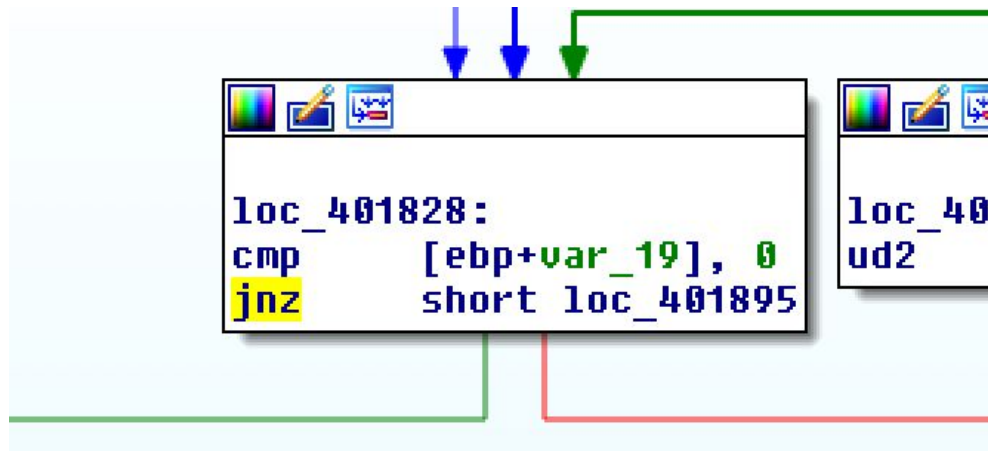 loc_401828:
cmp [ebp+var_19], 0
jnz short loc_401895
loc_40
ud2